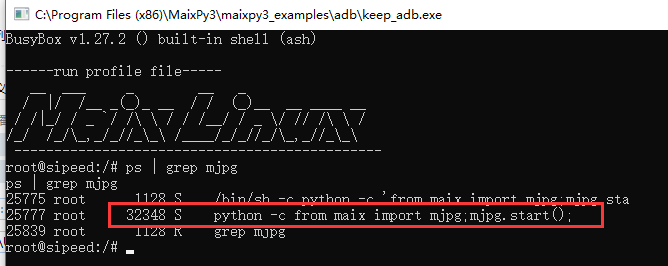 C:\Program Files (x86)\MaixPy3\maixpy3_examples\adb\keep_adb.exe
BusyBox v1.27.2 () built-in shell (ash)
------run profile file-----
Maix Linux
root@sipeed:/# ps | grep mjpg
ps | grep mjpg
25775 root 1128 S /bin/sh -c python -c 'from maix import mjpg;mjpg.sta
25777 root 32348 S python -c from maix import mjpg;mjpg.start();
25839 root 1128 R grep mjpg
root@sipeed:/#